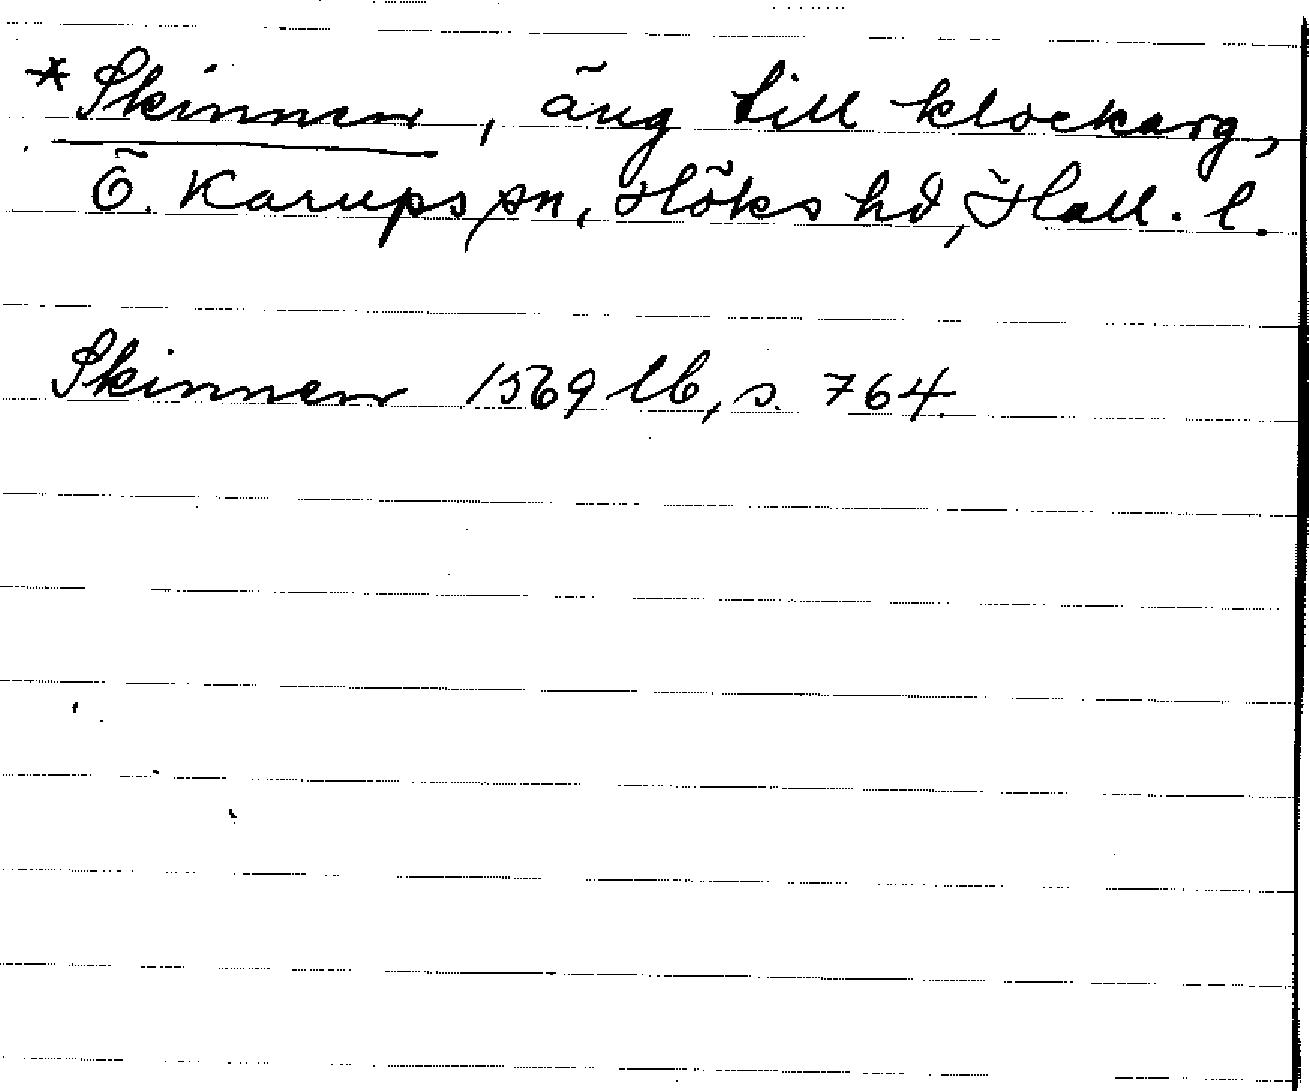 *Skinnen, äng till klockarg,
Ö. Karups sn, Höks hd, Hall. l.
Skinnen 1569 lb, s. 764.